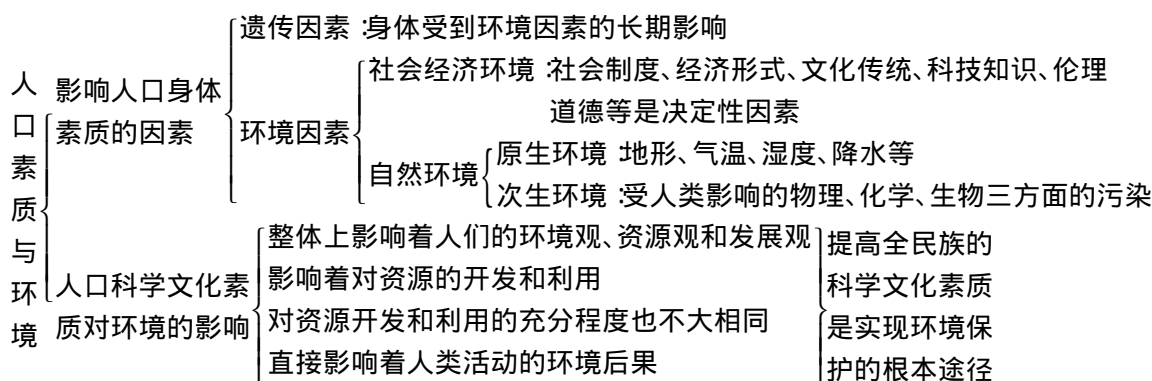 人口素质与环境
影响人口身体
素质的因素
遗传因素：身体受到环境因素的长期影响
环境因素
社会经济环境：社会制度、经济形式、文化传统、科技知识、伦理
道德等是决定性因素
自然环境
原生环境：地形、气温、湿度、降水等
次生环境：受人类影响的物理、化学、生物三方面的污染
人口科学文化素
质对环境的影响
整体上影响着人们的环境观、资源观和发展观
影响着对资源的开发和利用
对资源开发和利用的充分程度也不大相同
直接影响着人类活动的环境后果
提高全民族的
科学文化素质
是实现环境保
护的根本途径